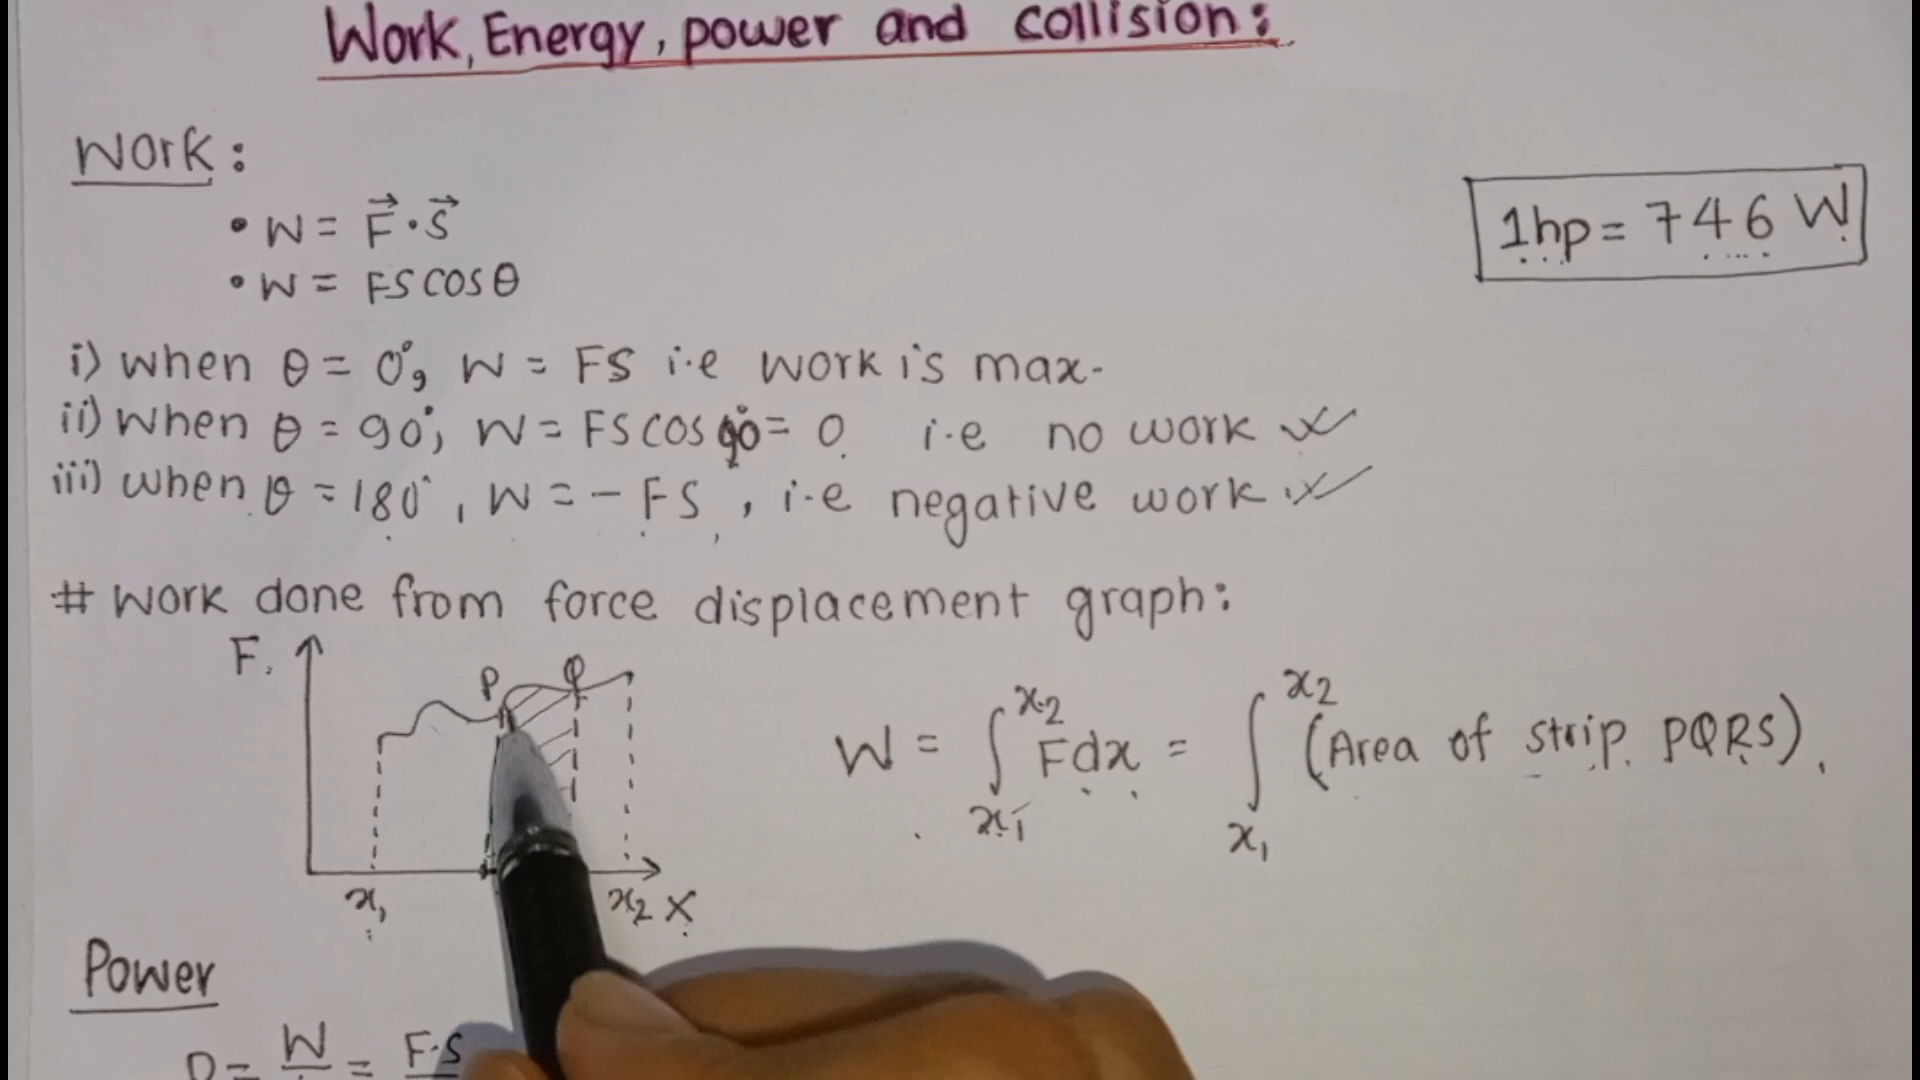 Work, Energy, power and collision:
Work:
1hp = 746 W
• W = F⃗ · S⃗
• W = FS cos θ
i) when θ = 0°, W = FS i.e work is max.
ii) when θ = 90°, W = FS cos 90° = 0 i.e no work
iii) when θ = 180°, W = - FS, i.e negative work
# work done from force displacement graph:
F
P Q
W = ∫x₁^x₂ F dx = ∫x₁^x₂ (Area of strip PQRS)
x₁ x₂ X
Power
P = W = F.S